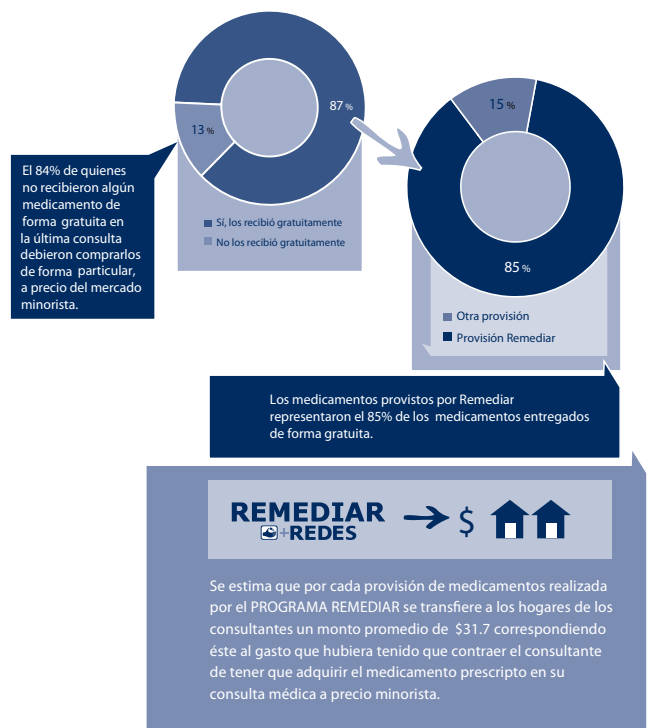 87 %
13 %
Sí, los recibió gratuitamente
No los recibió gratuitamente
El 84% de quienes
no recibieron algún
medicamento de
forma gratuita en
la última consulta
debieron comprarlos
de forma particular,
a precio del mercado
minorista.
15 %
85 %
Otra provisión
Provisión Remediar
Los medicamentos provistos por Remediar
representaron el 85% de los medicamentos entregados
de forma gratuita.
REMEDIAR
+REDES
$
Se estima que por cada provisión de medicamentos realizada
por el PROGRAMA REMEDIAR se transfiere a los hogares de los
consultantes un monto promedio de $31.7 correspondiendo
éste al gasto que hubiera tenido que contraer el consultante
de tener que adquirir el medicamento prescripto en su
consulta médica a precio minorista.